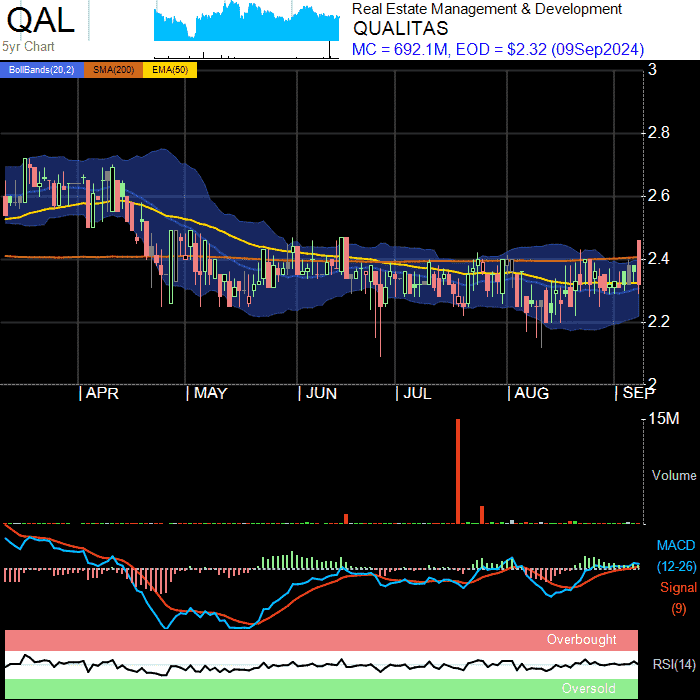 QAL
5yr Chart
Real Estate Management & Development
QUALITAS
MC = 692.1M, EOD = $2.32 (09Sep2024)
BollBands(20,2) SMA(200) EMA(50)
3
2.8
2.6
2.4
2.2
2
APR MAY JUN JUL AUG SEP
15M
Volume
MACD
(12-26)
Signal
(9)
Overbought
RSI(14)
Oversold